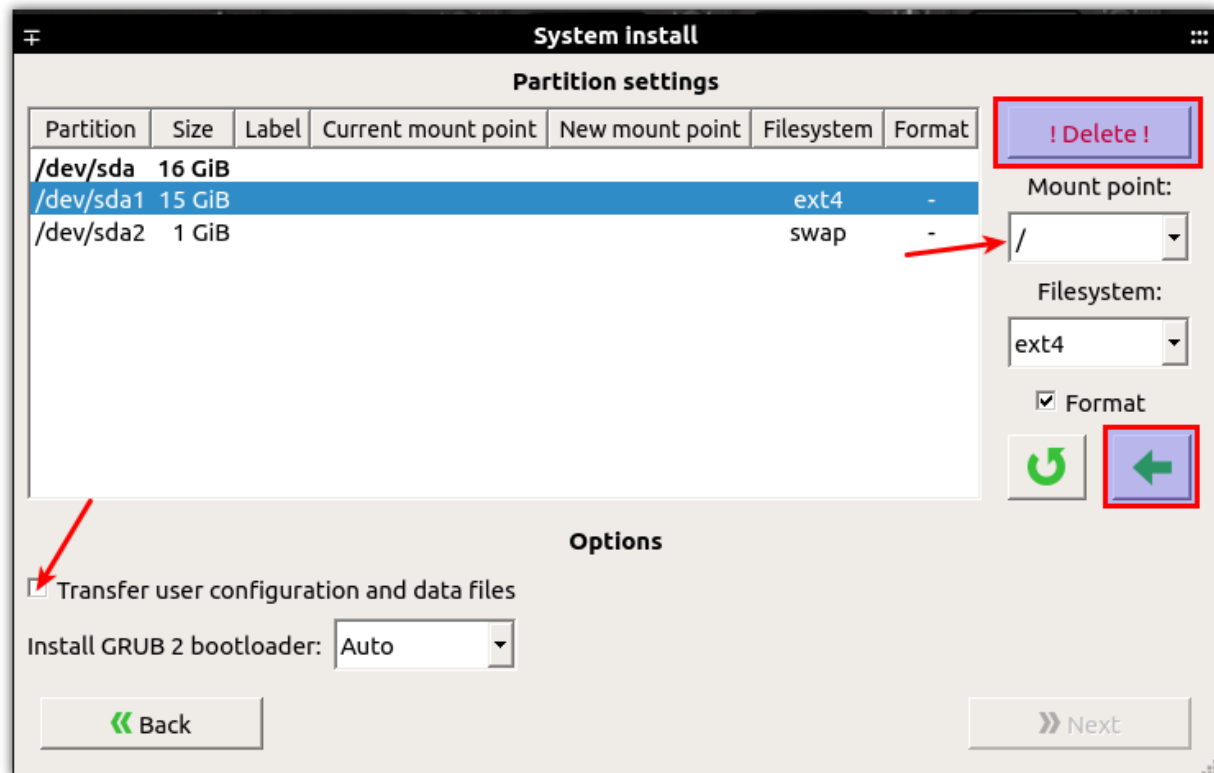 System install
Partition settings
Partition Size Label Current mount point New mount point Filesystem Format
/dev/sda 16 GiB
/dev/sda1 15 GiB ext4 -
/dev/sda2 1 GiB swap -
! Delete !
Mount point:
/
Filesystem:
ext4
Format
Options
Transfer user configuration and data files
Install GRUB 2 bootloader: Auto
Back
Next